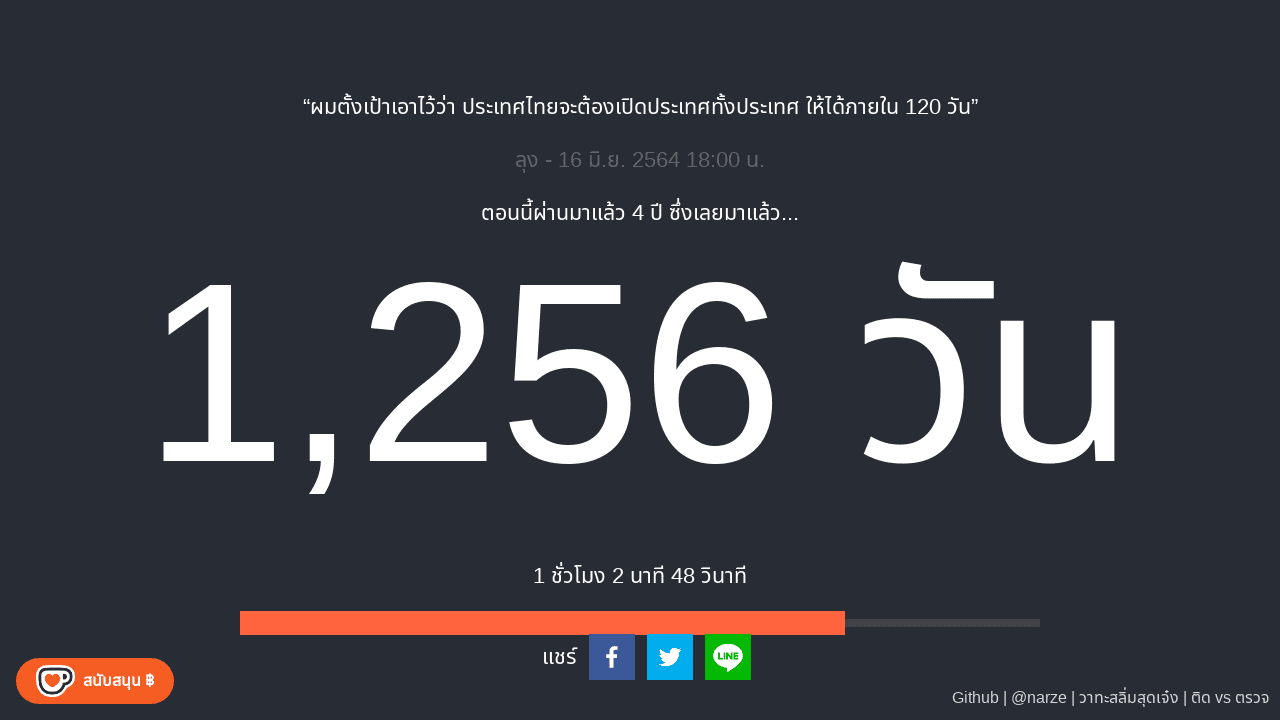 “ผมตั้งเป้าเอาไว้ว่า ประเทศไทยจะต้องเปิดประเทศทั้งประเทศ ให้ได้ภายใน 120 วัน”
ลุง - 16 มิ.ย. 2564 18:00 น.
ตอนนี้ผ่านมาแล้ว 4 ปี ซึ่งเลยมาแล้ว...
1,256 วัน
1 ชั่วโมง 2 นาที 48 วินาที
แชร์ LINE
สนับสนุน ฿
Github | @narze | วาทะสลิ่มสุดเจ๋ง | ติด vs ตรวจ